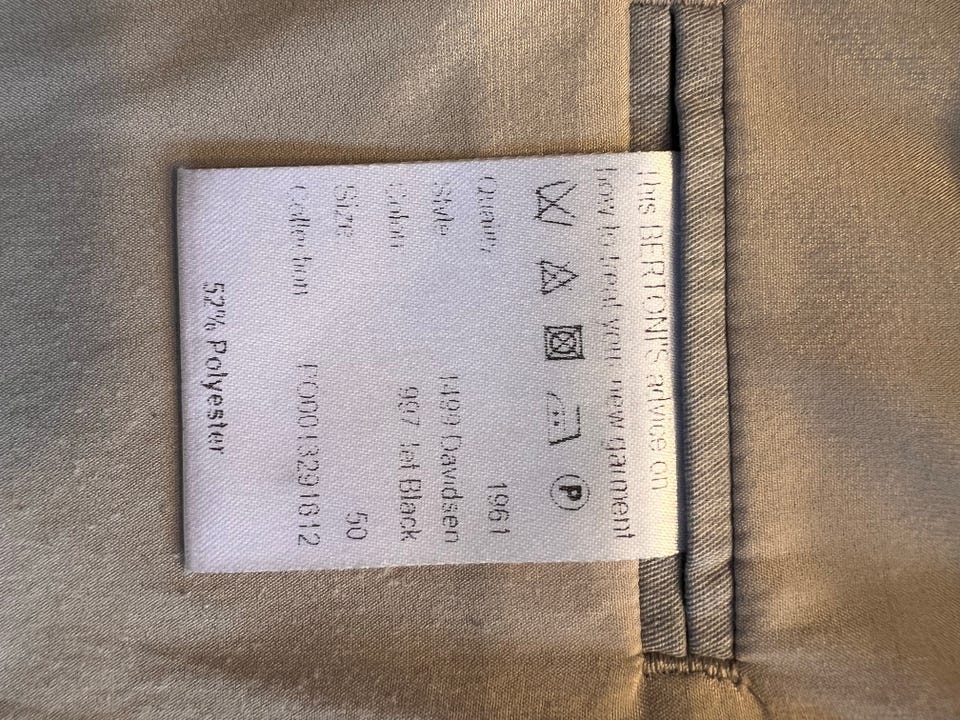 This BERTONI'S advice on
how to treat you new garment
P
Quality 1961
Style 1499 Davidsen
Colour 997 Jet Black
Size 50
Collection
52% Polyester